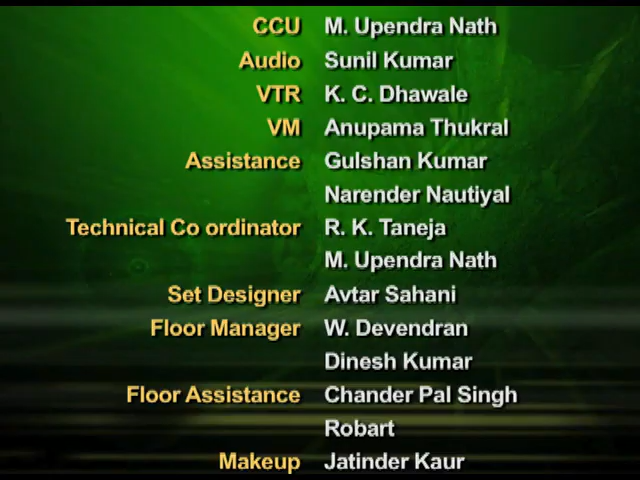 CCU M. Upendra Nath
Audio Sunil Kumar
VTR K. C. Dhawale
VM Anupama Thukral
Assistance Gulshan Kumar
Narender Nautiyal
Technical Co ordinator R. K. Taneja
M. Upendra Nath
Set Designer Avtar Sahani
Floor Manager W. Devendran
Dinesh Kumar
Floor Assistance Chander Pal Singh
Robart
Makeup Jatinder Kaur